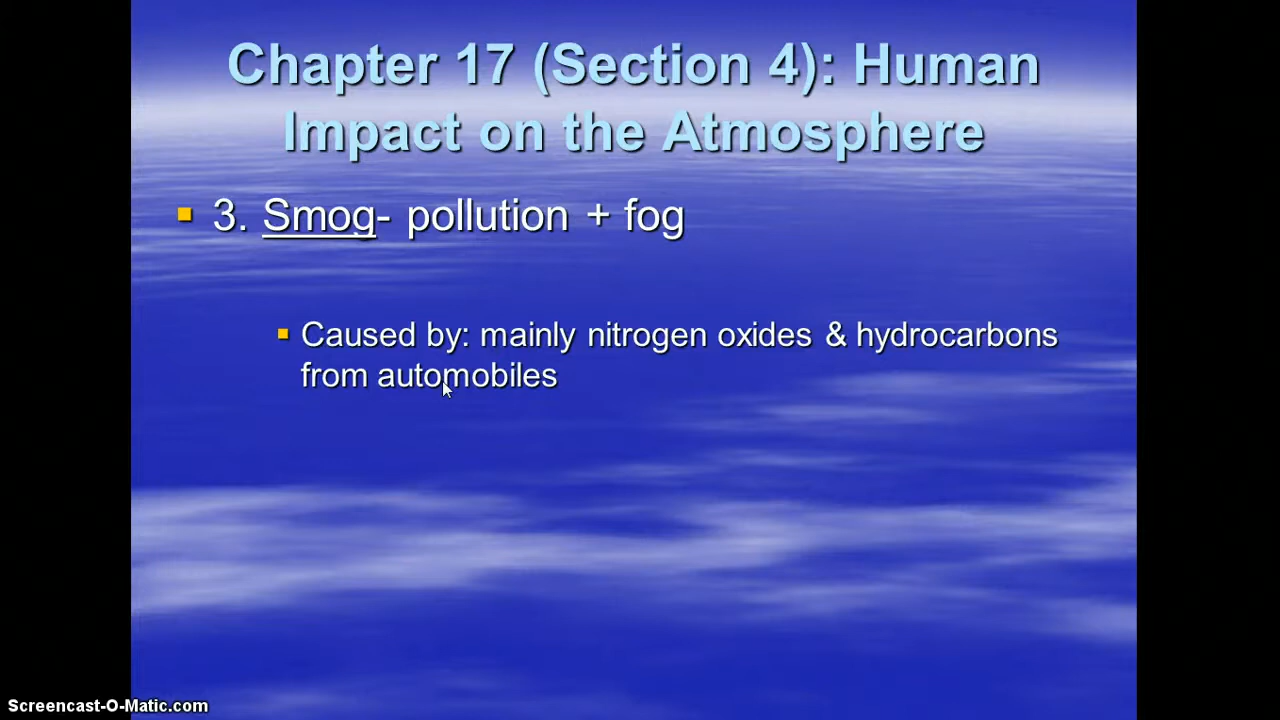 Chapter 17 (Section 4): Human
Impact on the Atmosphere
3. Smog- pollution + fog
Caused by: mainly nitrogen oxides & hydrocarbons
from automobiles
Screencast-O-Matic.com